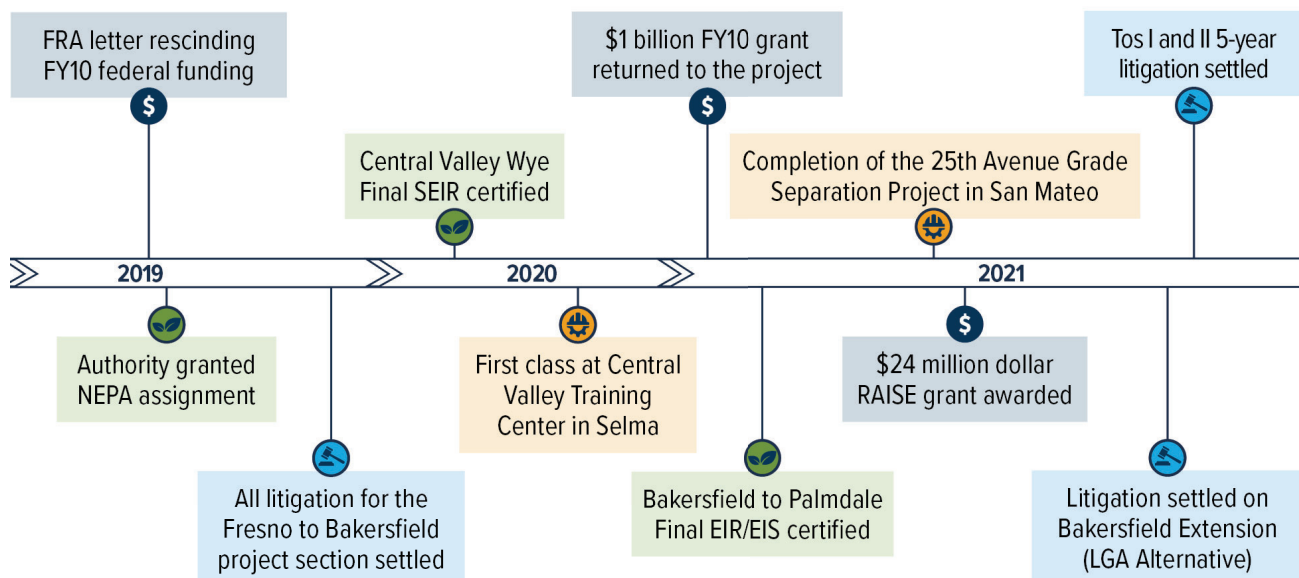 FRA letter rescinding
FY10 federal funding
$
$1 billion FY10 grant
returned to the project
$
Tos I and II 5-year
litigation settled
Central Valley Wye
Final SEIR certified
Completion of the 25th Avenue Grade
Separation Project in San Mateo
2019
2020
2021
Authority granted
NEPA assignment
First class at Central
Valley Training
Center in Selma
$
$24 million dollar
RAISE grant awarded
All litigation for the
Fresno to Bakersfield
project section settled
Bakersfield to Palmdale
Final EIR/EIS certified
Litigation settled on
Bakersfield Extension
(LGA Alternative)